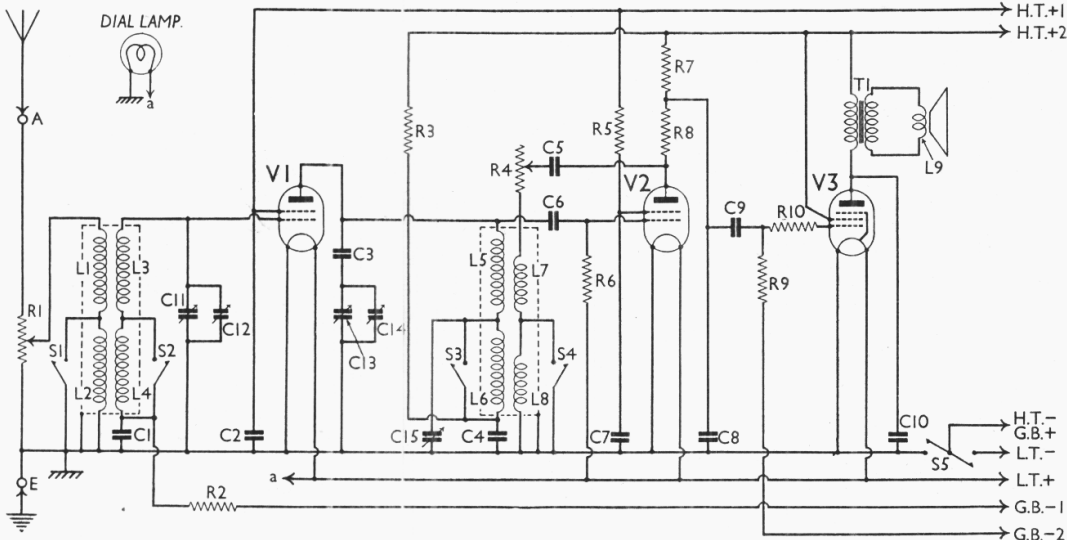 DIAL LAMP.
a
H.T.+1
H.T.+2
A
V1
R3
R4
C5
R5
R7
R8
T1
L9
V2
V3
C6
C9
R10
L1
L3
C3
L5
L7
R6
R9
R1
C11
C12
C13
C14
S1
S2
S3
S4
L2
L4
L6
L8
C1
C2
C15
C4
C7
C8
C10
H.T.-
G.B.+
S5
L.T.-
E
a
L.T.+
R2
G.B.-1
G.B.-2